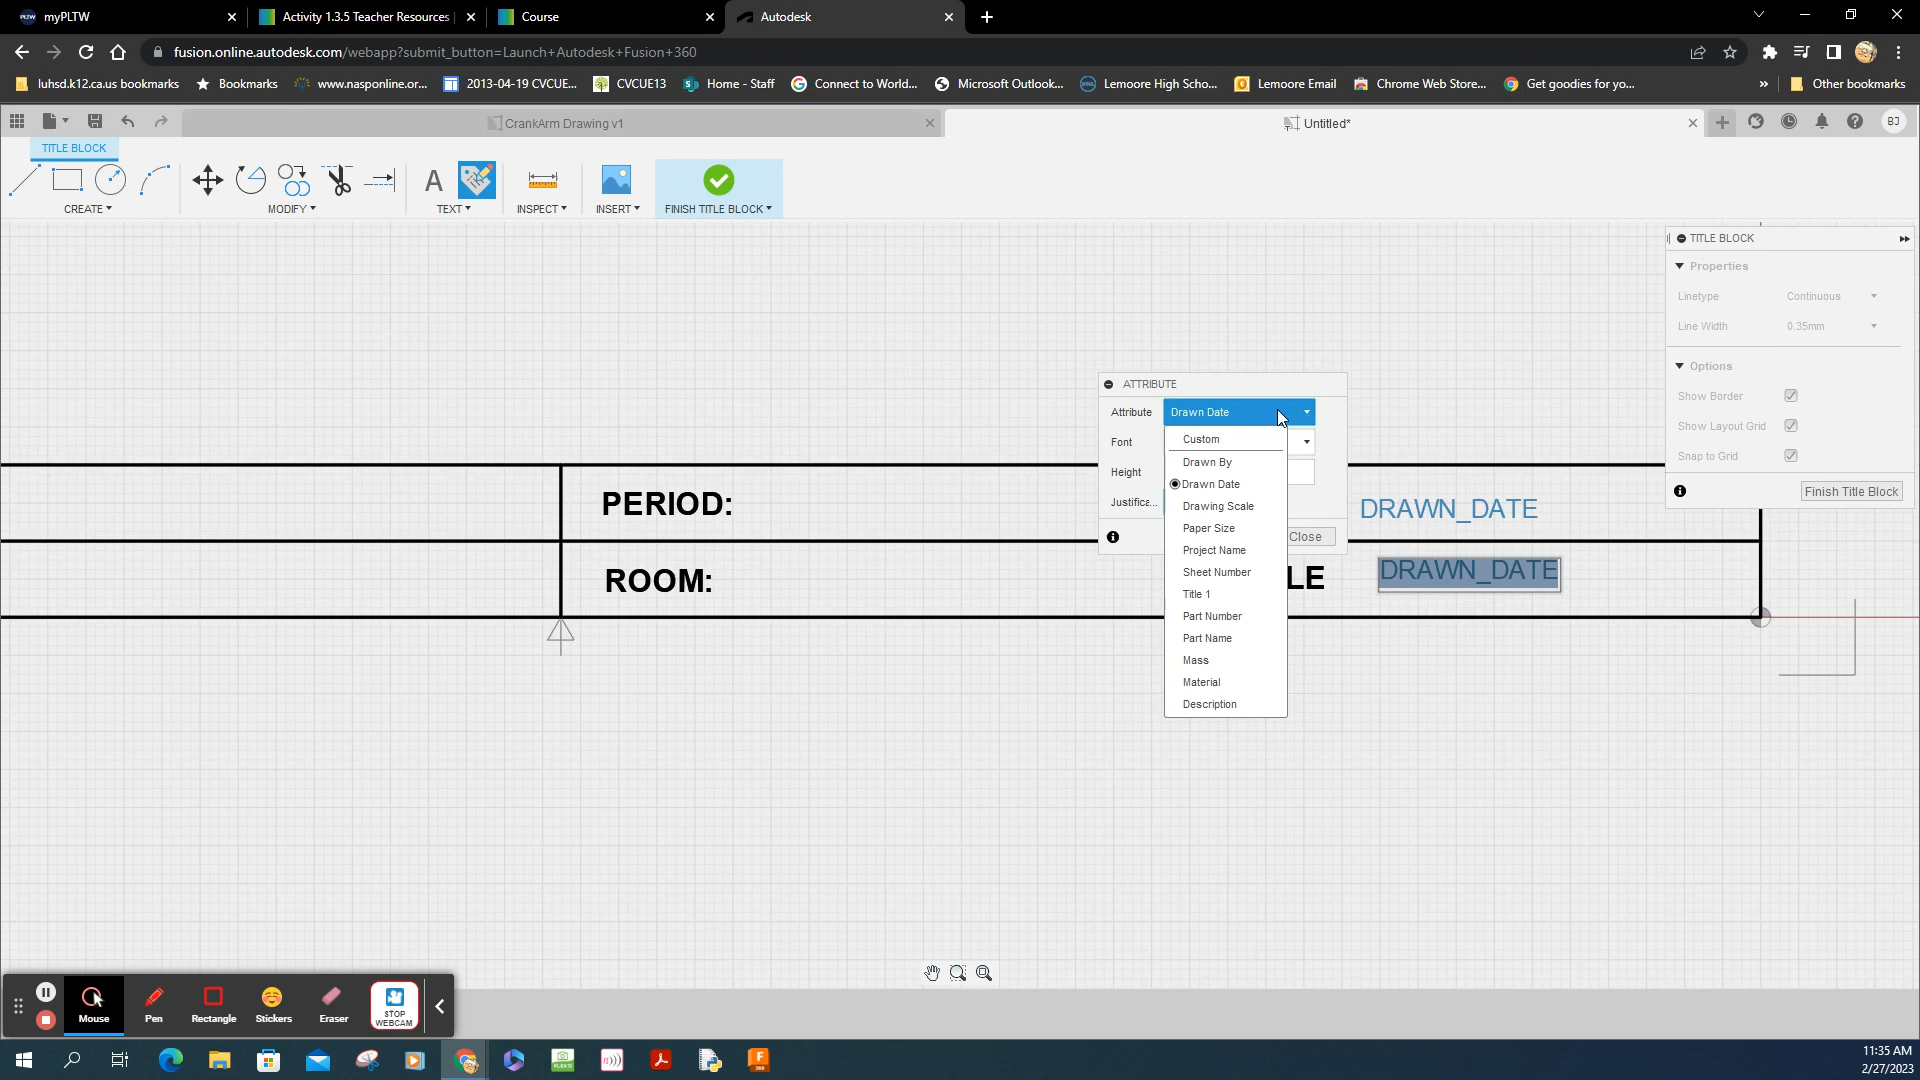 myPLTW
Activity 1.3.5 Teacher Resources
Course
Autodesk
fusion.online.autodesk.com/webapp?submit_button=Launch+Autodesk+Fusion+360
luhsd.k12.ca.us bookmarks
Bookmarks
www.nasponline.or...
2013-04-19 CVCUE...
CVCUE13
Home - Staff
Connect to World...
Microsoft Outlook...
Lemoore High Scho...
Lemoore Email
Chrome Web Store...
Get goodies for yo...
»
Other bookmarks
CrankArm Drawing v1
Untitled*
BJ
TITLE BLOCK
CREATE
MODIFY
TEXT
INSPECT
INSERT
FINISH TITLE BLOCK
TITLE BLOCK
Properties
Linetype Continuous
Line Width 0.35mm
Options
Show Border
Show Layout Grid
Snap to Grid
Finish Title Block
ATTRIBUTE
Attribute Drawn Date
Font
Height
Justifica...
Close
Custom
Drawn By
Drawn Date
Drawing Scale
Paper Size
Project Name
Sheet Number
Title 1
Part Number
Part Name
Mass
Material
Description
PERIOD:
DRAWN_DATE
ROOM:
LE
DRAWN_DATE
Mouse
Pen
Rectangle
Stickers
Eraser
STOP
WEBCAM
11:35 AM
2/27/2023